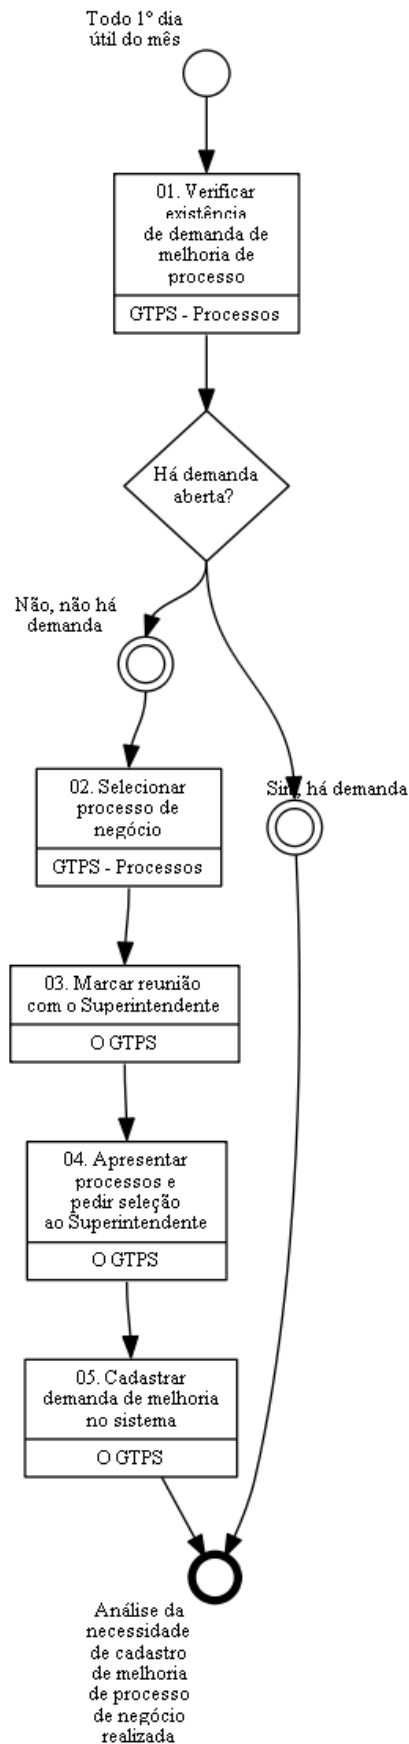 Todo 1º dia
útil do mês
01. Verificar
existência
de demanda de
melhoria de
processo
GTPS - Processos
Há demanda
aberta?
Não, não há
demanda
02. Selecionar
processo de
negócio
GTPS - Processos
Sim, há demanda
03. Marcar reunião
com o Superintendente
O GTPS
04. Apresentar
processos e
pedir seleção
ao Superintendente
O GTPS
05. Cadastrar
demanda de melhoria
no sistema
O GTPS
Análise da
necessidade
de cadastro
de melhoria
de processo
de negócio
realizada